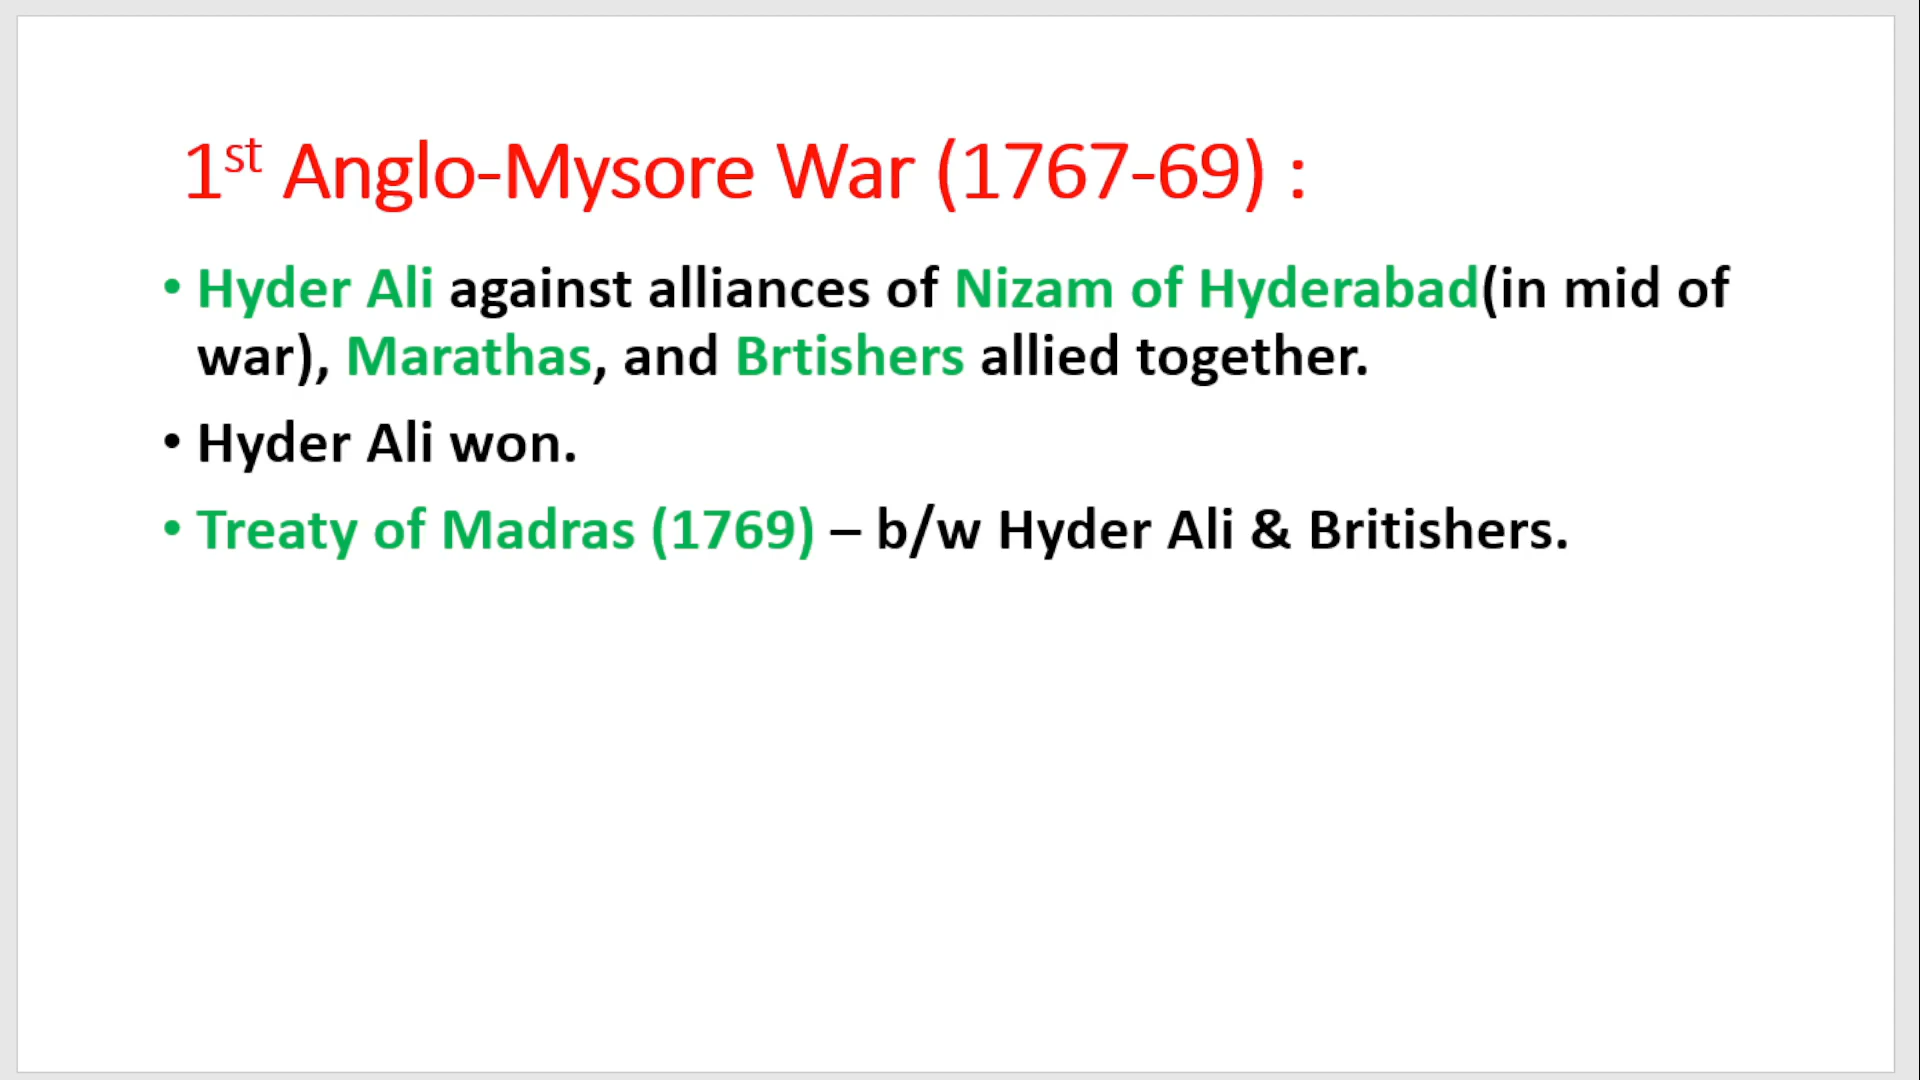 1st Anglo-Mysore War (1767-69) :
• Hyder Ali against alliances of Nizam of Hyderabad(in mid of
war), Marathas, and Brtishers allied together.
• Hyder Ali won.
• Treaty of Madras (1769) – b/w Hyder Ali & Britishers.